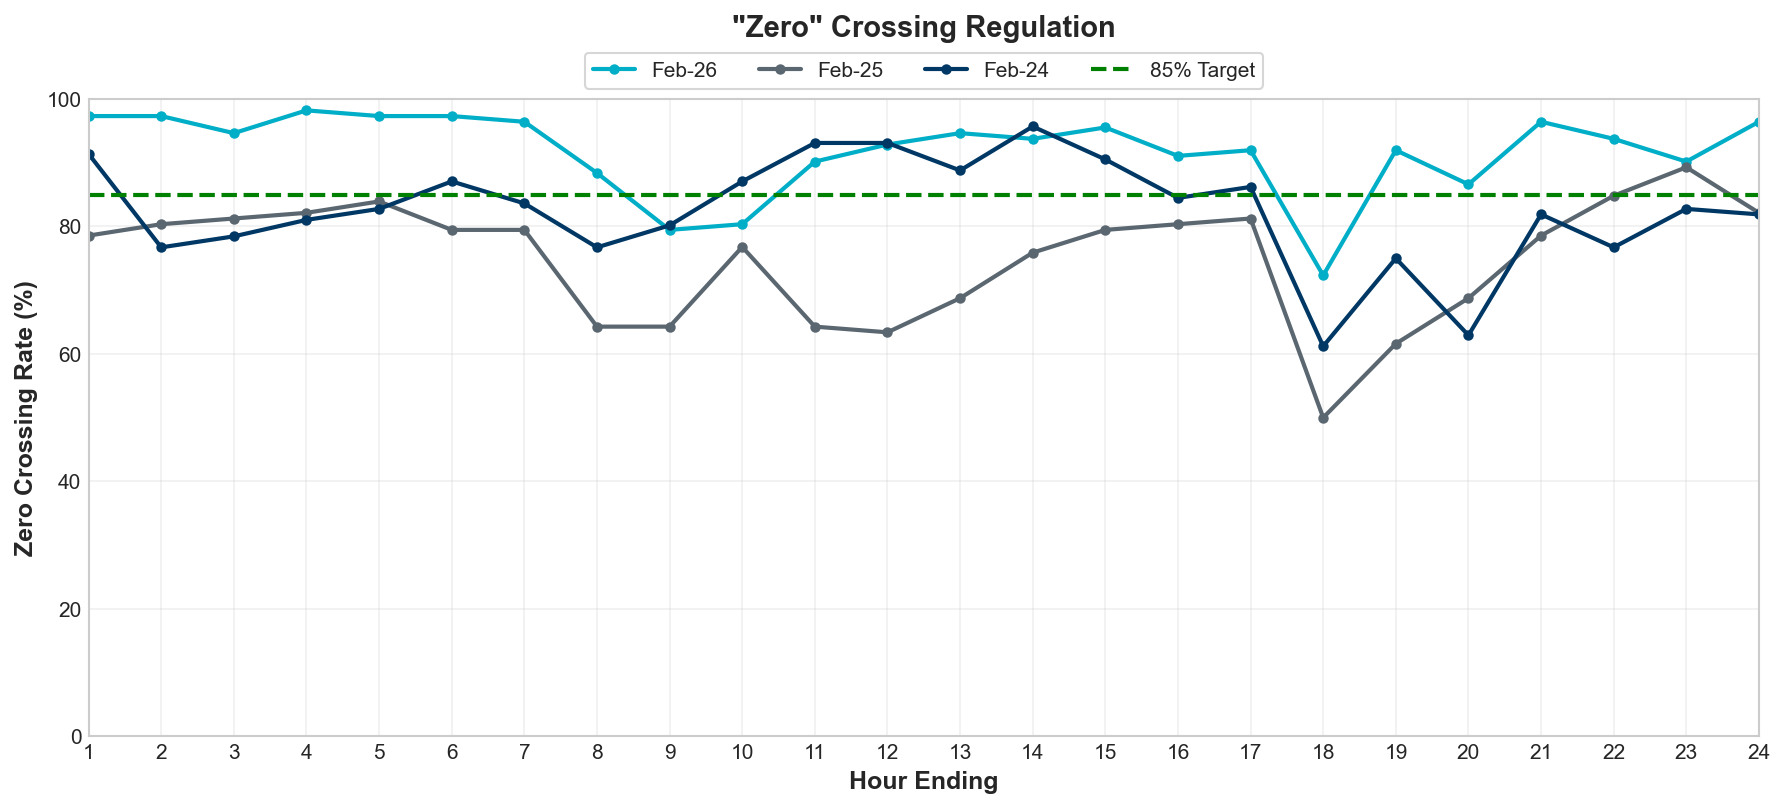 "Zero" Crossing Regulation
Feb-26 Feb-25 Feb-24 85% Target
100
80
60
40
20
0
Zero Crossing Rate (%)
1 2 3 4 5 6 7 8 9 10 11 12 13 14 15 16 17 18 19 20 21 22 23 24
Hour Ending